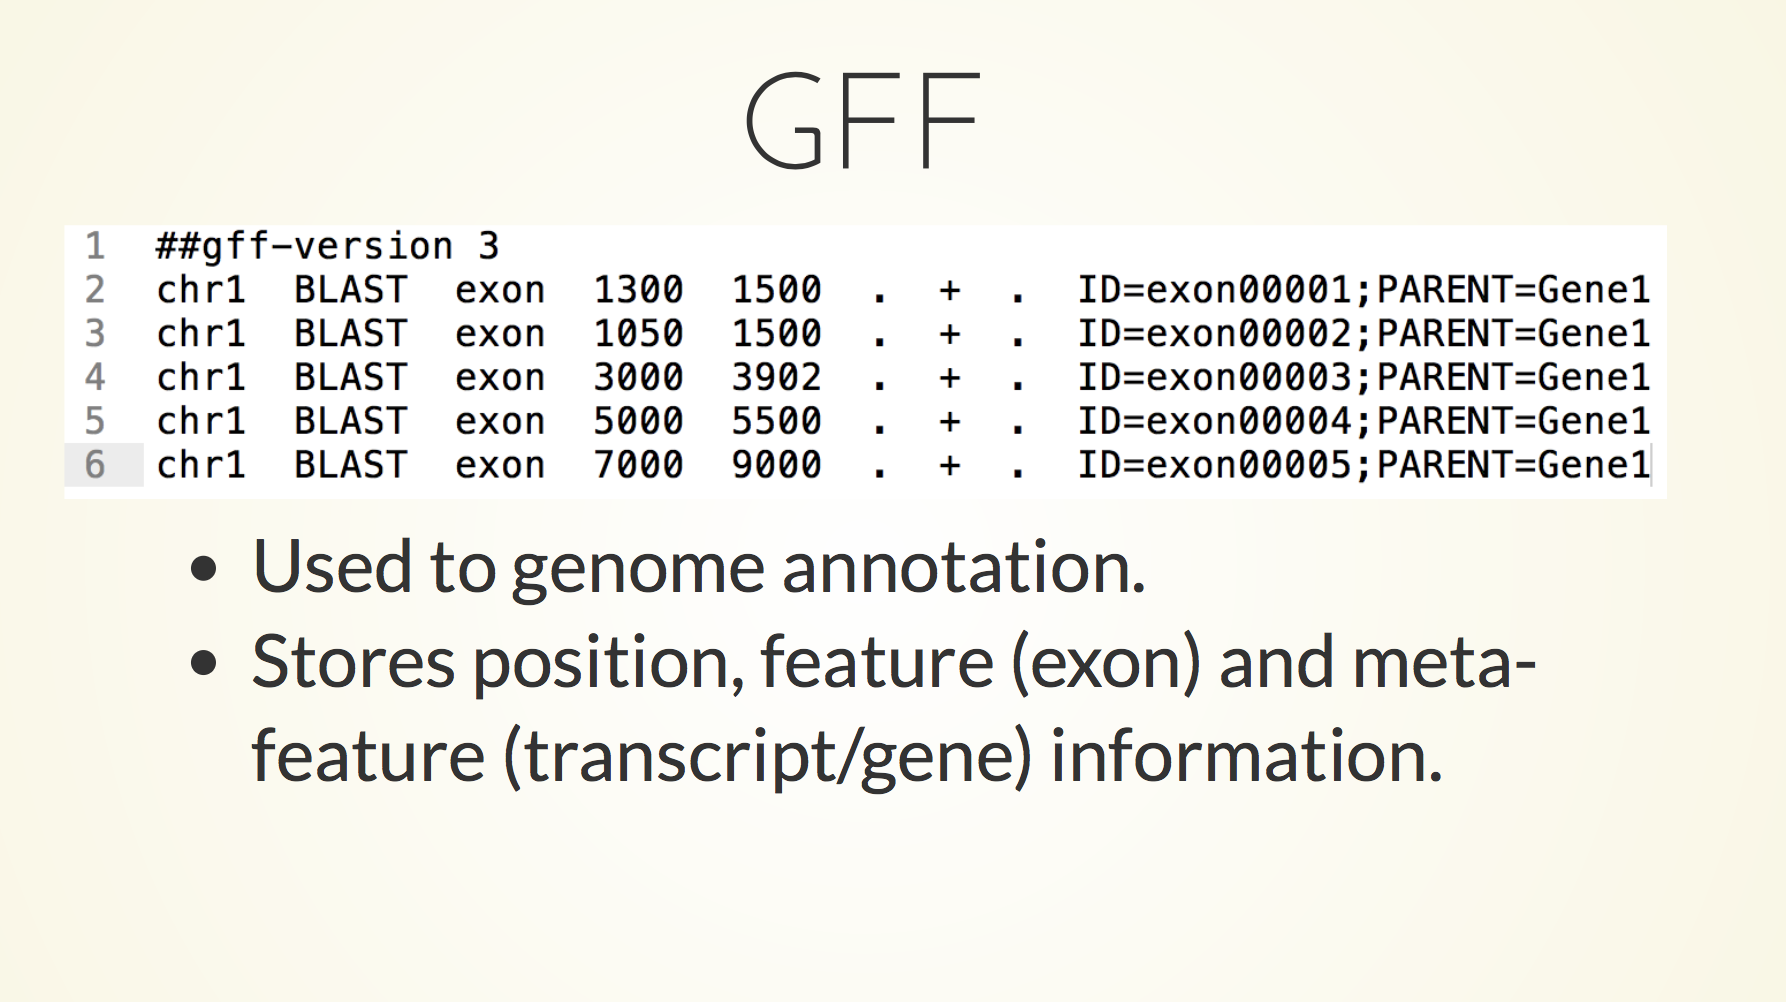 GFF
1 ##gff-version 3
2 chr1 BLAST exon 1300 1500 . + . ID=exon00001;PARENT=Gene1
3 chr1 BLAST exon 1050 1500 . + . ID=exon00002;PARENT=Gene1
4 chr1 BLAST exon 3000 3902 . + . ID=exon00003;PARENT=Gene1
5 chr1 BLAST exon 5000 5500 . + . ID=exon00004;PARENT=Gene1
6 chr1 BLAST exon 7000 9000 . + . ID=exon00005;PARENT=Gene1
• Used to genome annotation.
• Stores position, feature (exon) and meta-
feature (transcript/gene) information.